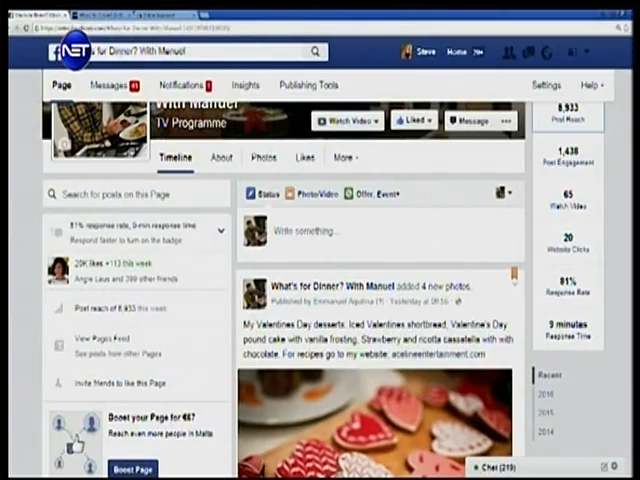 NET
s for Dinner? With Manuel
Steve Home 20+
Page Messages 41 Notifications 1 Insights Publishing Tools Settings Help
With Manuel
TV Programme
Watch Video Liked Message
Timeline About Photos Likes More
8,933
Post Reach
1,438
Post Engagement
65
Watch Video
20
Website Clicks
81%
Response Rate
9 minutes
Response Time
Search for posts on this Page
81% response rate, 9-min response time
Respond faster to turn on the badge
20K likes +113 this week
Angie Laus and 289 other friends
Post reach of 8,933 this week
View Pages Feed
See posts from other Pages
Invite friends to like this Page
Boost your Page for €6?
Reach even more people in Malta
Boost Page
Status Photo/Video Offer, Event+
Write something...
What's for Dinner? With Manuel added 4 new photos.
Published by Emmanuel Aquilina [?] · Yesterday at 08:56
My Valentines Day desserts. Iced Valentines shortbread, Valentine's Day
pound cake with vanilla frosting, Strawberry and ricotta cassatella with with
chocolate. For recipes go to my website; acelineentertainment.com
Recent
2016
2015
2014
Chat (219)